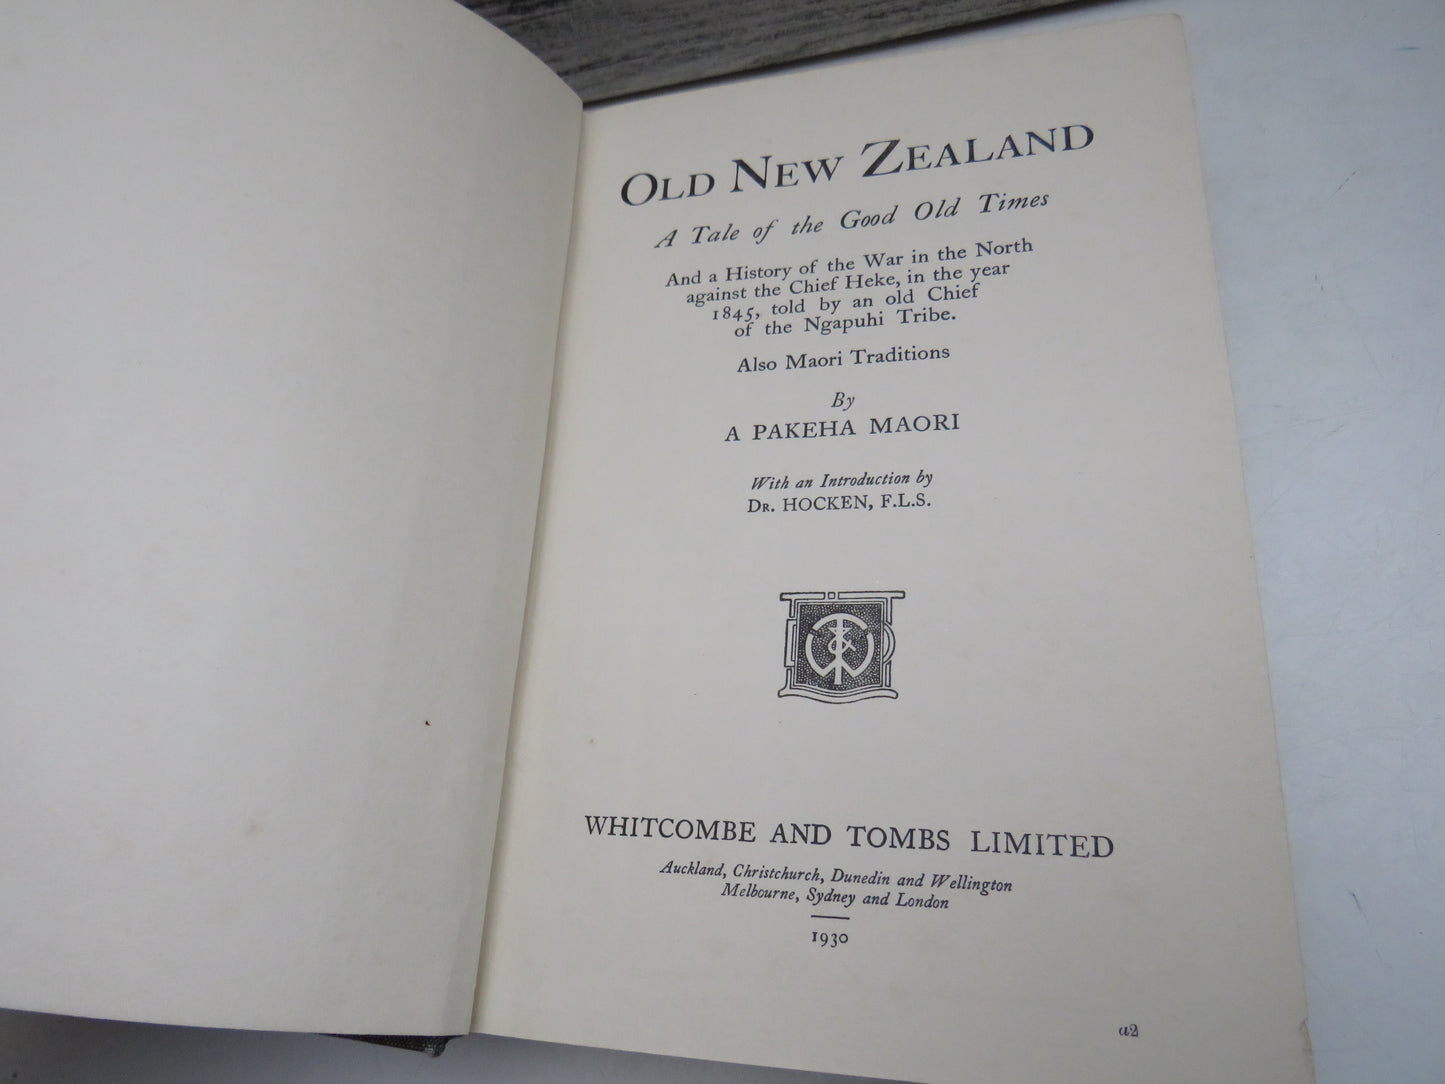 OLD NEW ZEALAND
A Tale of the Good Old Times
And a History of the War in the North
against the Chief Heke, in the year
1845, told by an old Chief
of the Ngapuhi Tribe.
Also Maori Traditions
By
A PAKEHA MAORI
With an Introduction by
DR. HOCKEN, F.L.S.
W & T
WHITCOMBE AND TOMBS LIMITED
Auckland, Christchurch, Dunedin and Wellington
Melbourne, Sydney and London
1930
a2